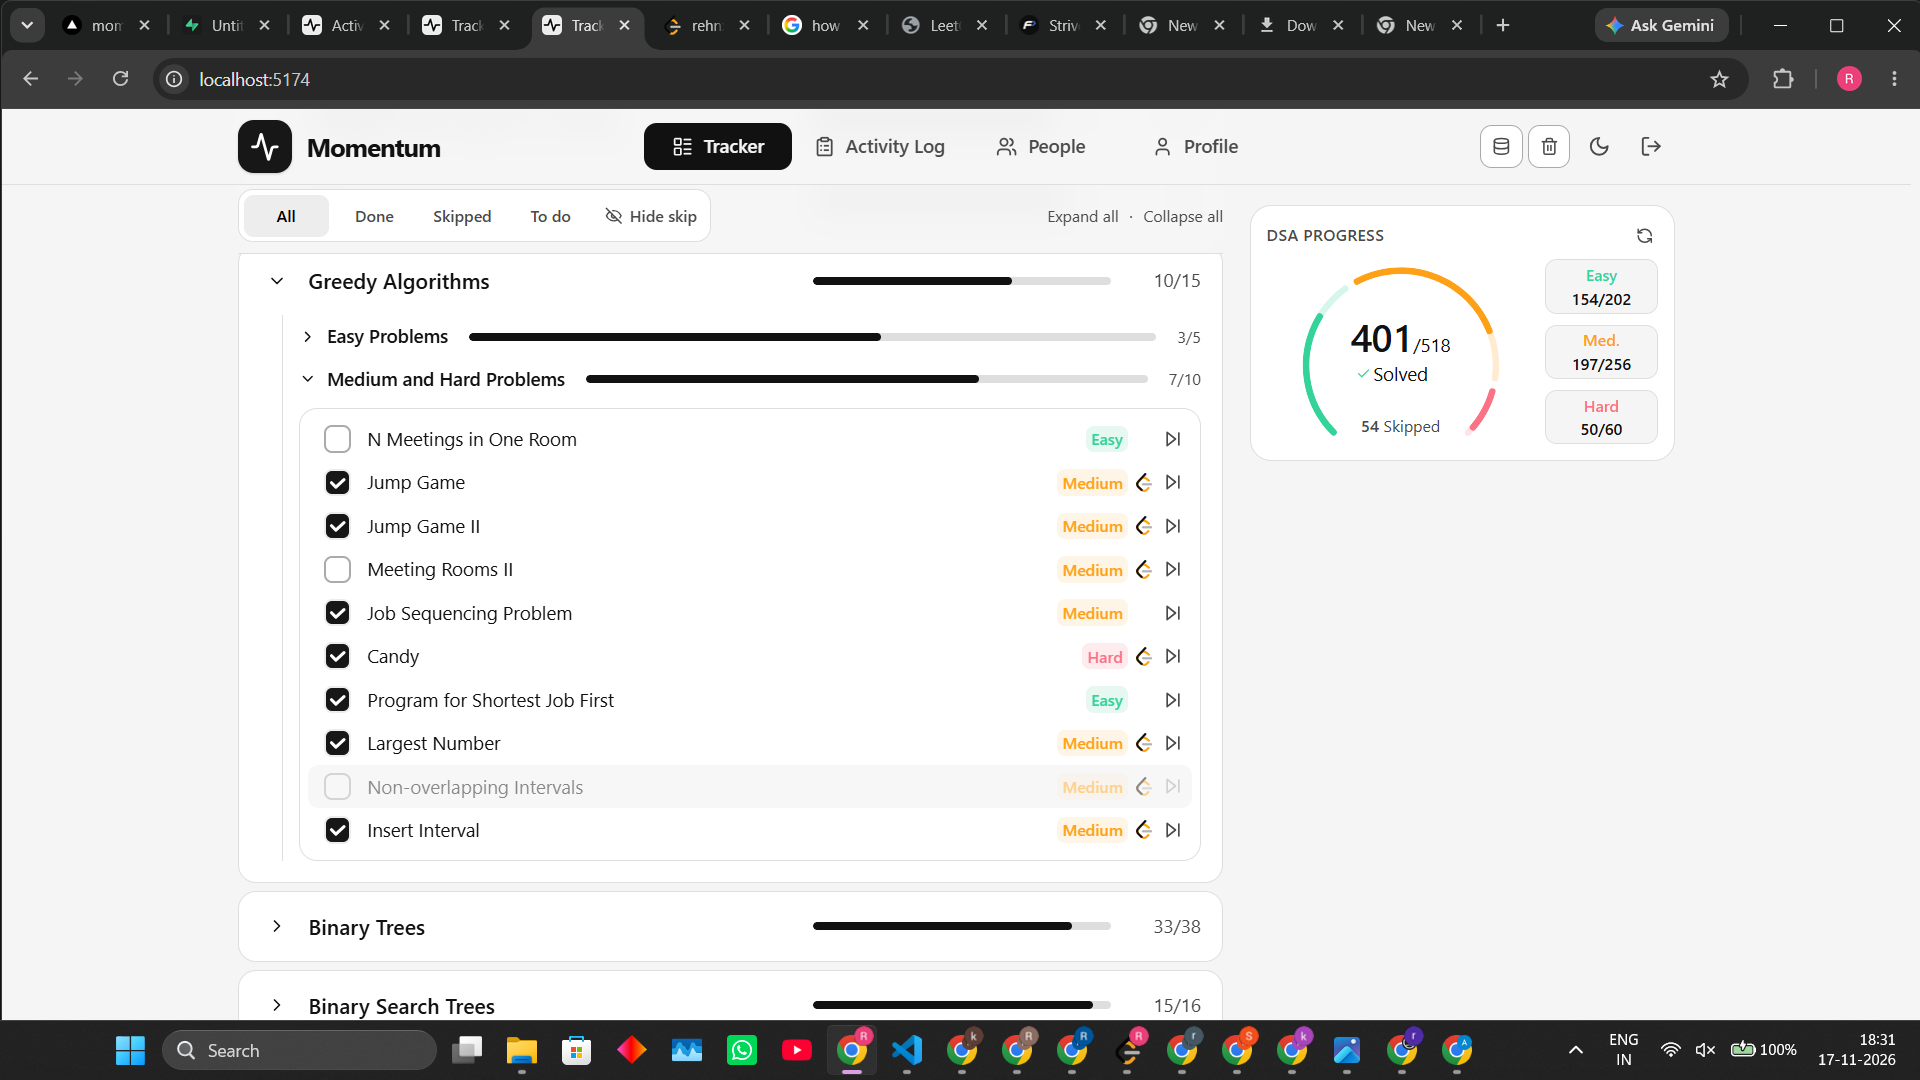 mom
Unti
Activ
Track
Track
rehn
how
Leet
Striv
New
Dow
New
Ask Gemini
localhost:5174
R
Momentum
Tracker
Activity Log
People
Profile
All
Done
Skipped
To do
Hide skip
Expand all · Collapse all
Greedy Algorithms 10/15
Easy Problems 3/5
Medium and Hard Problems 7/10
N Meetings in One Room Easy
Jump Game Medium
Jump Game II Medium
Meeting Rooms II Medium
Job Sequencing Problem Medium
Candy Hard
Program for Shortest Job First Easy
Largest Number Medium
Non-overlapping Intervals Medium
Insert Interval Medium
Binary Trees 33/38
Binary Search Trees 15/16
DSA PROGRESS
401/518
Solved
54 Skipped
Easy
154/202
Med.
197/256
Hard
50/60
Search
R
k
R
R
R
r
S
k
r
A
ENG
IN
100%
18:31
17-11-2026